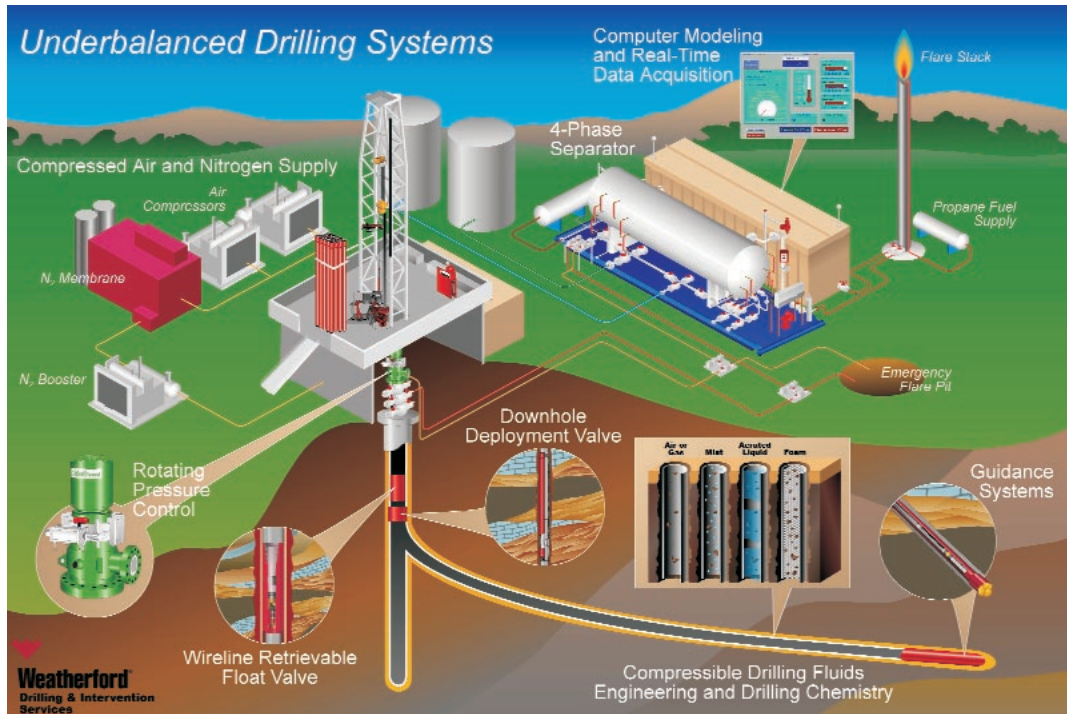 Underbalanced Drilling Systems
Computer Modeling
and Real-Time
Data Acquisition
Flare Stack
4-Phase
Separator
Compressed Air and Nitrogen Supply
Air
Compressors
Propane Fuel
Supply
N₂ Membrane
N₂ Booster
Emergency
Flare Pit
Downhole
Deployment Valve
Air or
Gas
Mist
Aerated
Liquid
Foam
Guidance
Systems
Rotating
Pressure
Control
Wireline Retrievable
Float Valve
Compressible Drilling Fluids
Engineering and Drilling Chemistry
Weatherford®
Drilling & Intervention
Services